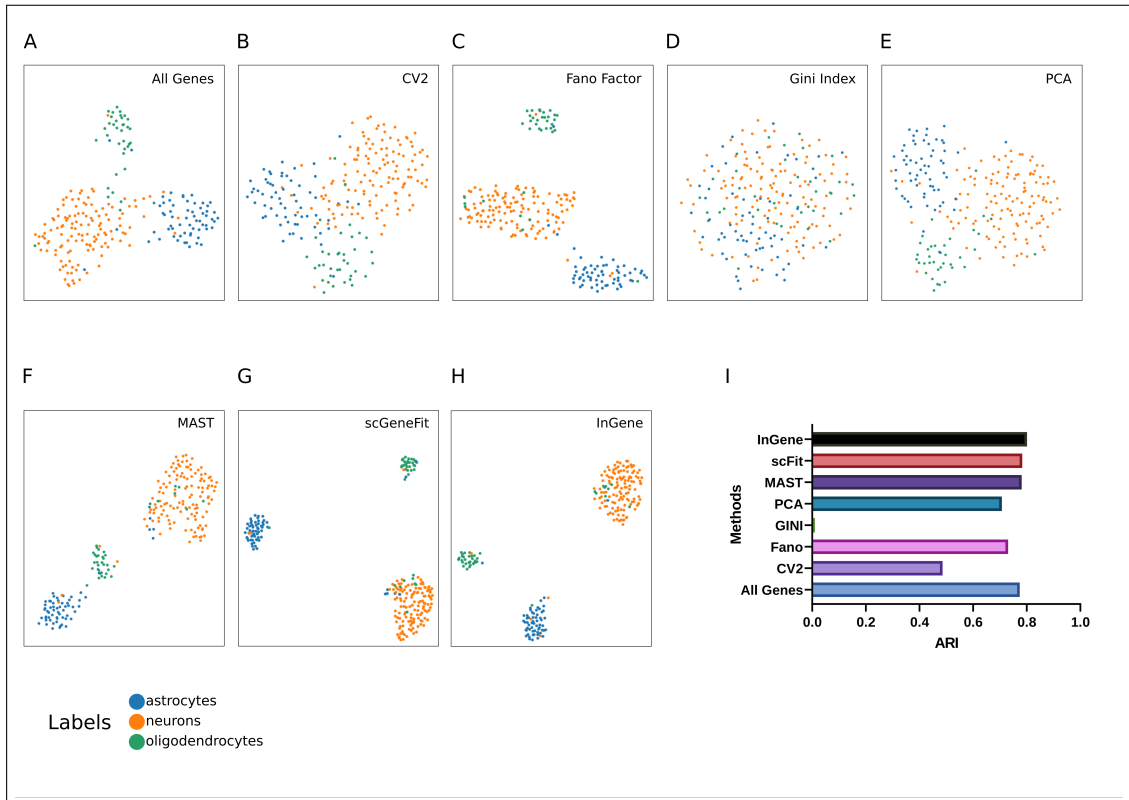 A
All Genes
B
CV2
C
Fano Factor
D
Gini Index
E
PCA
F
MAST
G
scGeneFit
H
InGene
I
InGene
scFit
MAST
PCA
GINI
Fano
CV2
All Genes
Methods
0.0 0.2 0.4 0.6 0.8 1.0
ARI
Labels
astrocytes
neurons
oligodendrocytes